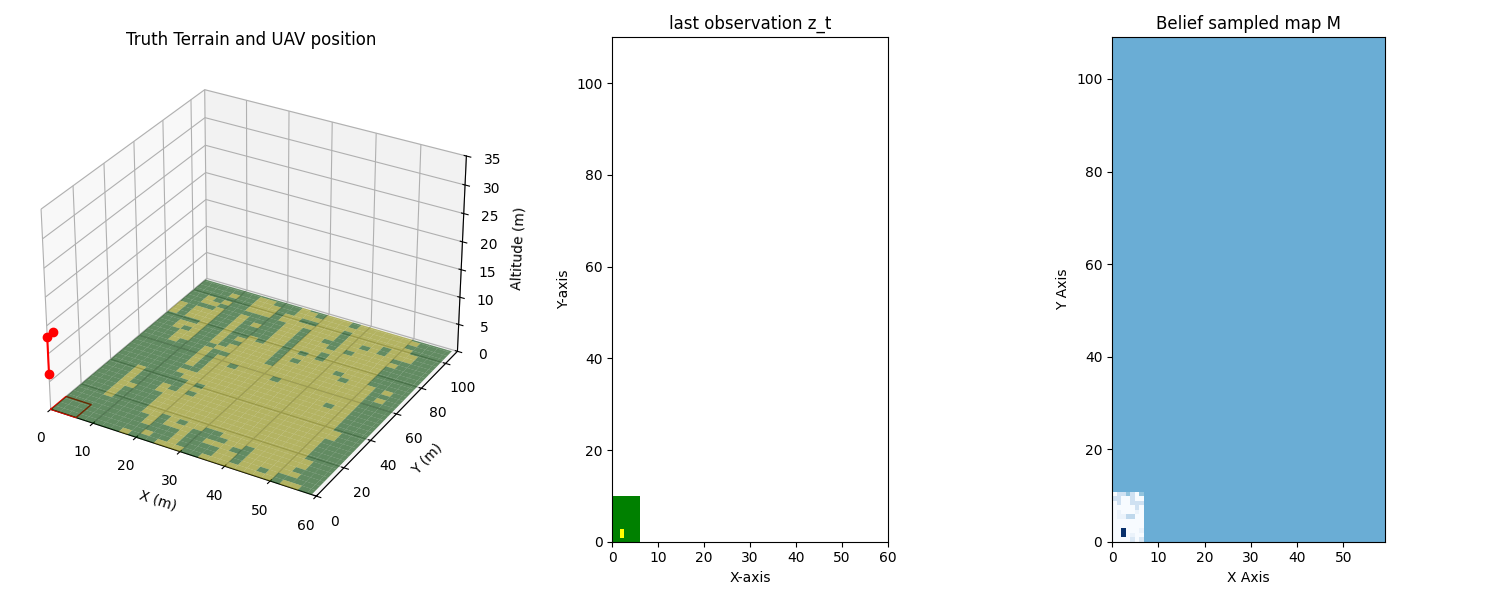 Truth Terrain and UAV position
35
30
25
20
15
10
5
0
Altitude (m)
100
80
60
40
20
0
Y (m)
0
10
20
30
40
50
60
X (m)
last observation z_t
100
80
60
40
20
0
Y-axis
0 10 20 30 40 50 60
X-axis
Belief sampled map M
100
80
60
40
20
0
Y Axis
0 10 20 30 40 50
X Axis